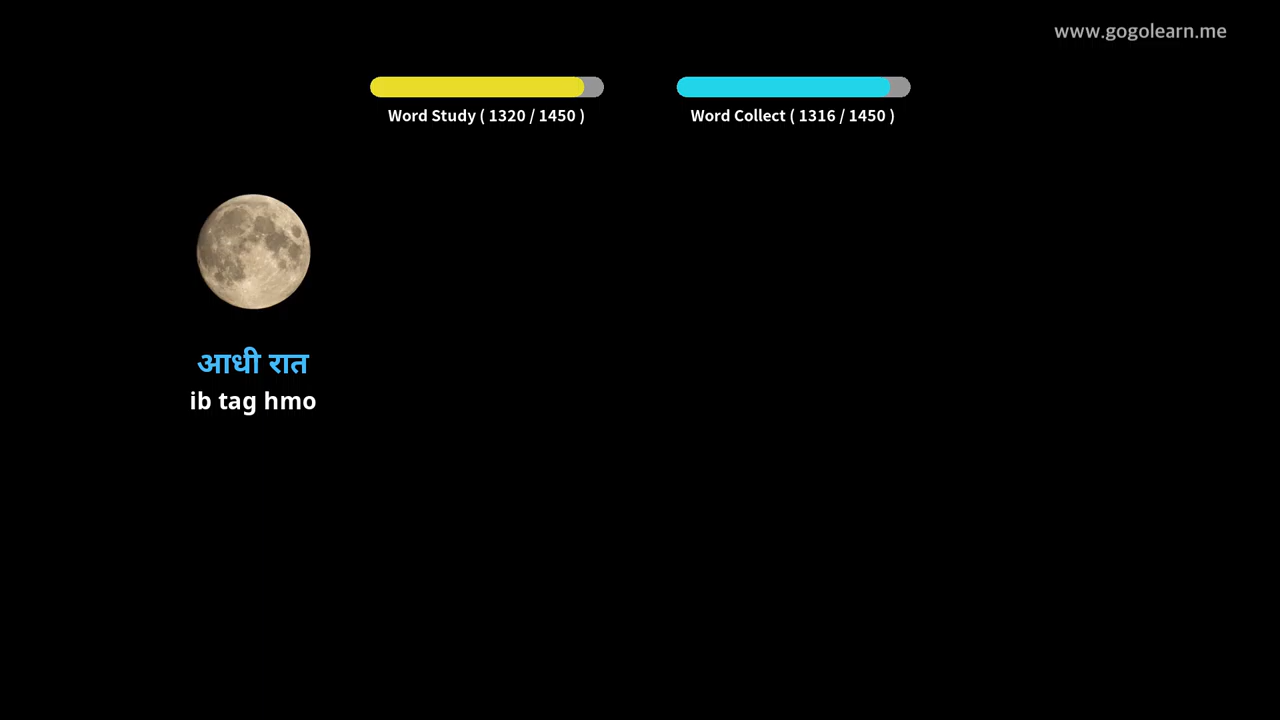 www.gogolearn.me
Word Study ( 1320 / 1450 )
Word Collect ( 1316 / 1450 )
आधी रात
ib tag hmo